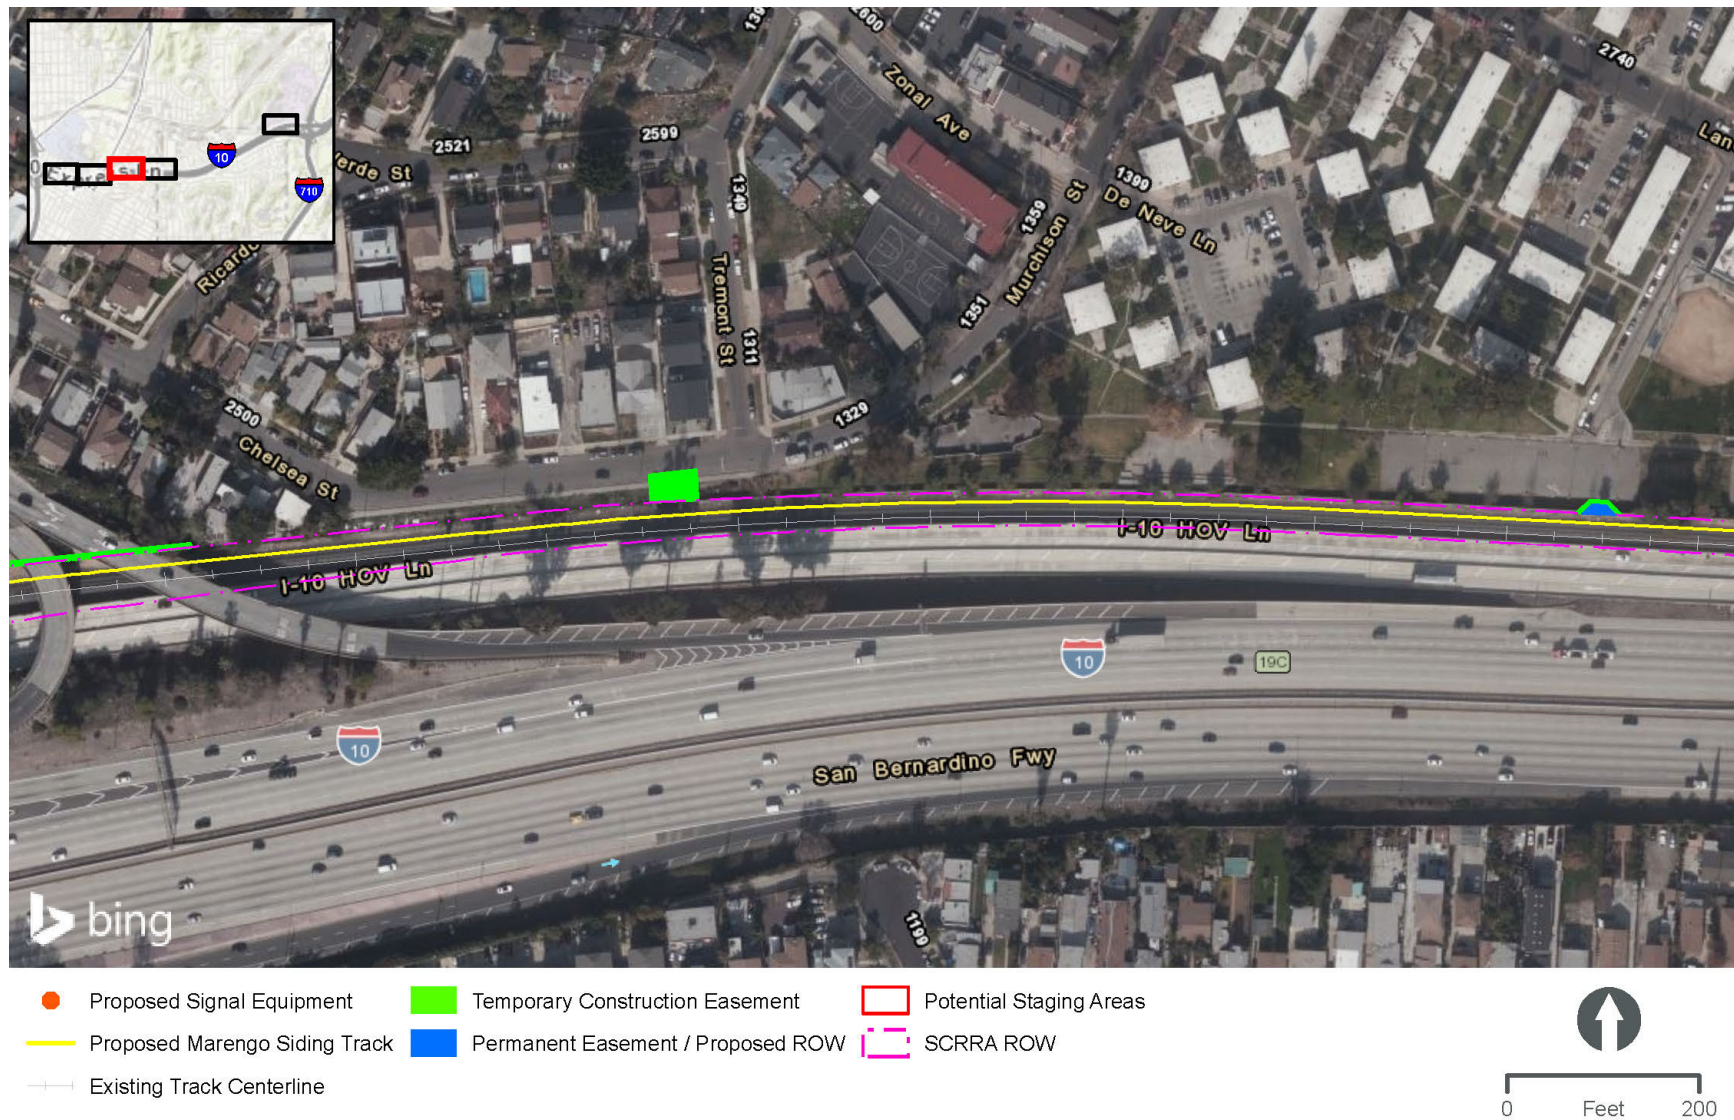 2600
Zonal Ave
2740
2599
2521
10
710
erde St
1349
1399
De Neve Ln
1359
Murchison St
Ricardo
Tremont St
1351
1311
1329
2500
Chelsea St
I-10 HOV Ln
I-10 HOV Ln
10
19C
10
San Bernardino Fwy
1199
bing
Proposed Signal Equipment
Temporary Construction Easement
Potential Staging Areas
Proposed Marengo Siding Track
Permanent Easement / Proposed ROW
SCRRA ROW
Existing Track Centerline
0 Feet 200